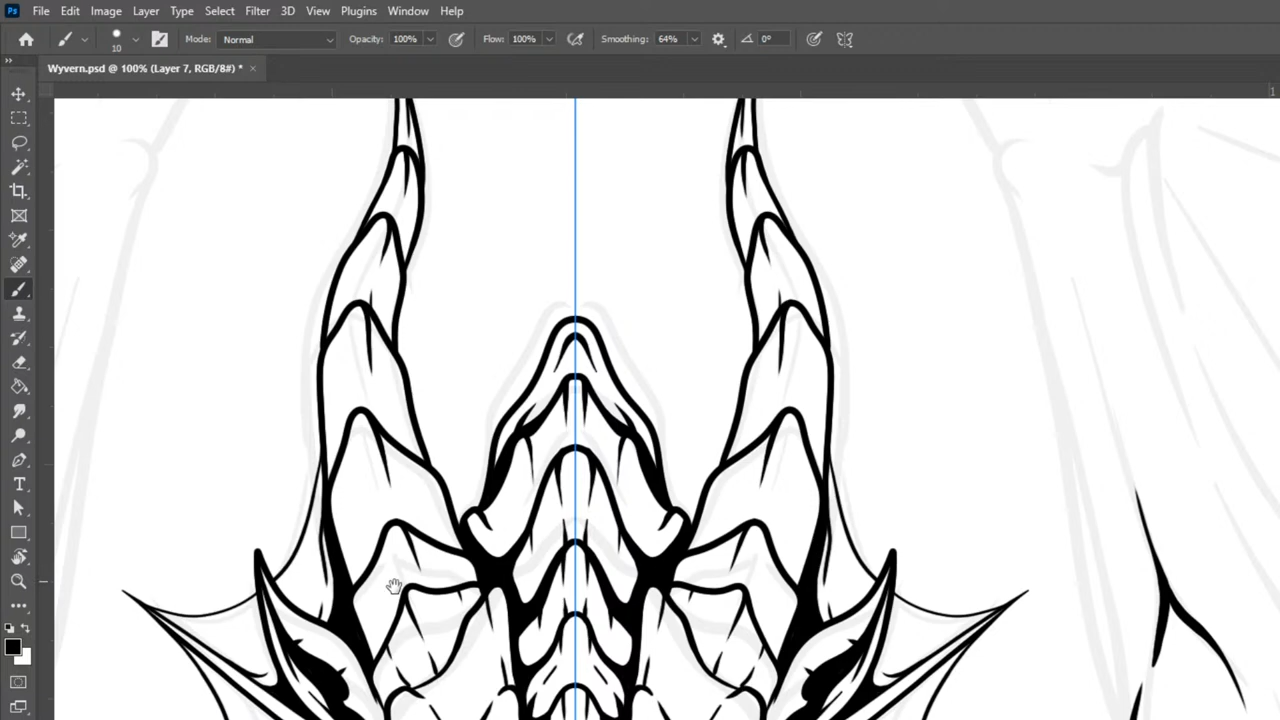 Ps File Edit Image Layer Type Select Filter 3D View Plugins Window Help
10 Mode: Normal Opacity: 100% Flow: 100% Smoothing: 64% 0°
Wyvern.psd @ 100% (Layer 7, RGB/8#) * ×
1
T